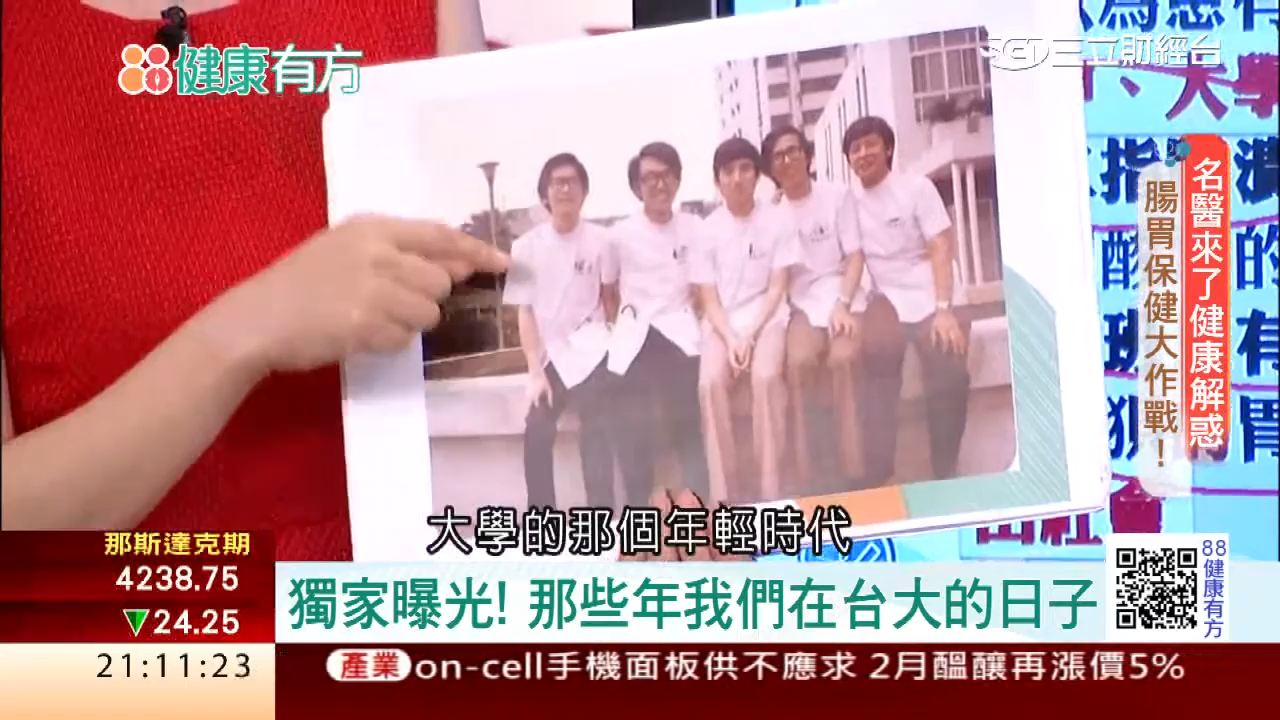 健康有方
SET三立財經台
名醫來了健康解惑
腸胃保健大作戰！
大學的那個年輕時代
那斯達克期
4238.75
▼24.25
獨家曝光! 那些年我們在台大的日子
88健康有方
21:11:23
產業 on-cell手機面板供不應求 2月醞釀再漲價5%